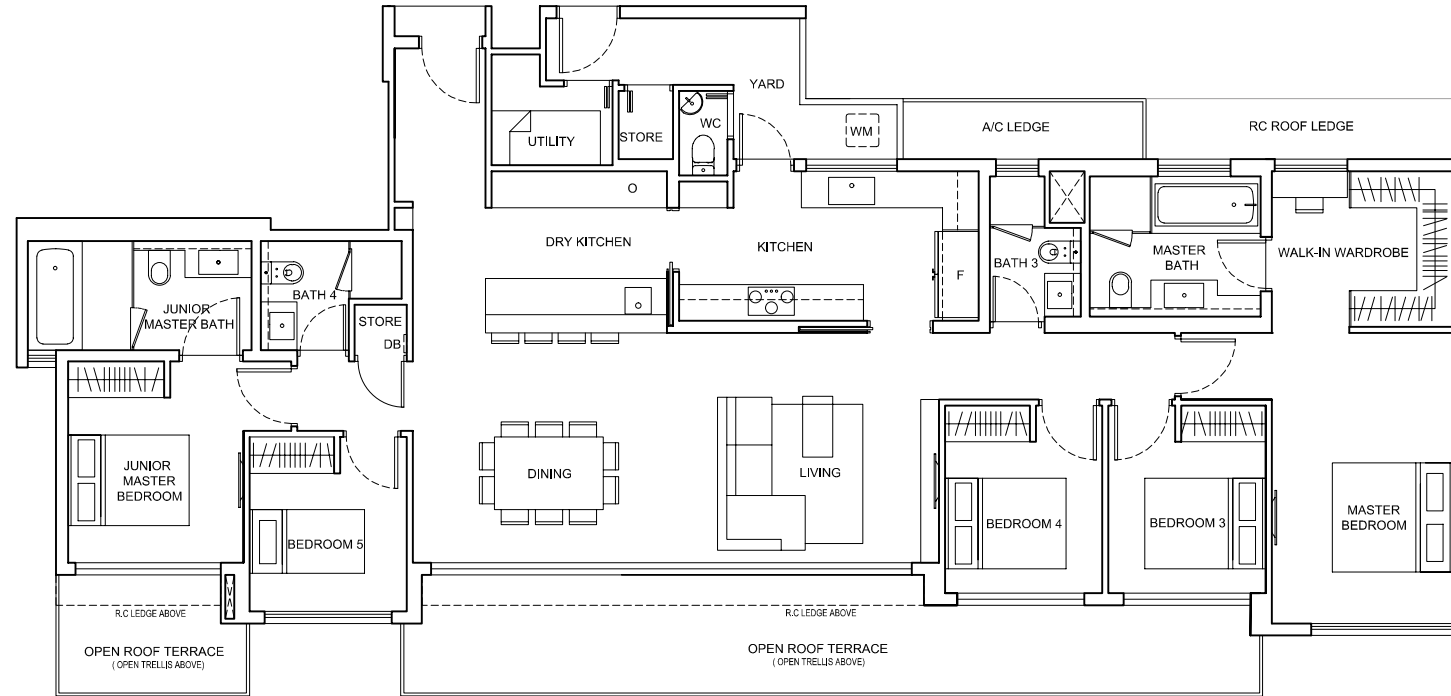 YARD
UTILITY
STORE
WC
WM
A/C LEDGE
RC ROOF LEDGE
DRY KITCHEN
KITCHEN
F
BATH 3
MASTER
BATH
WALK-IN WARDROBE
JUNIOR
MASTER BATH
BATH 4
STORE
DB
JUNIOR
MASTER
BEDROOM
BEDROOM 5
DINING
LIVING
BEDROOM 4
BEDROOM 3
MASTER
BEDROOM
R.C LEDGE ABOVE
R.C LEDGE ABOVE
OPEN ROOF TERRACE
( OPEN TRELLIS ABOVE)
OPEN ROOF TERRACE
( OPEN TRELLIS ABOVE)